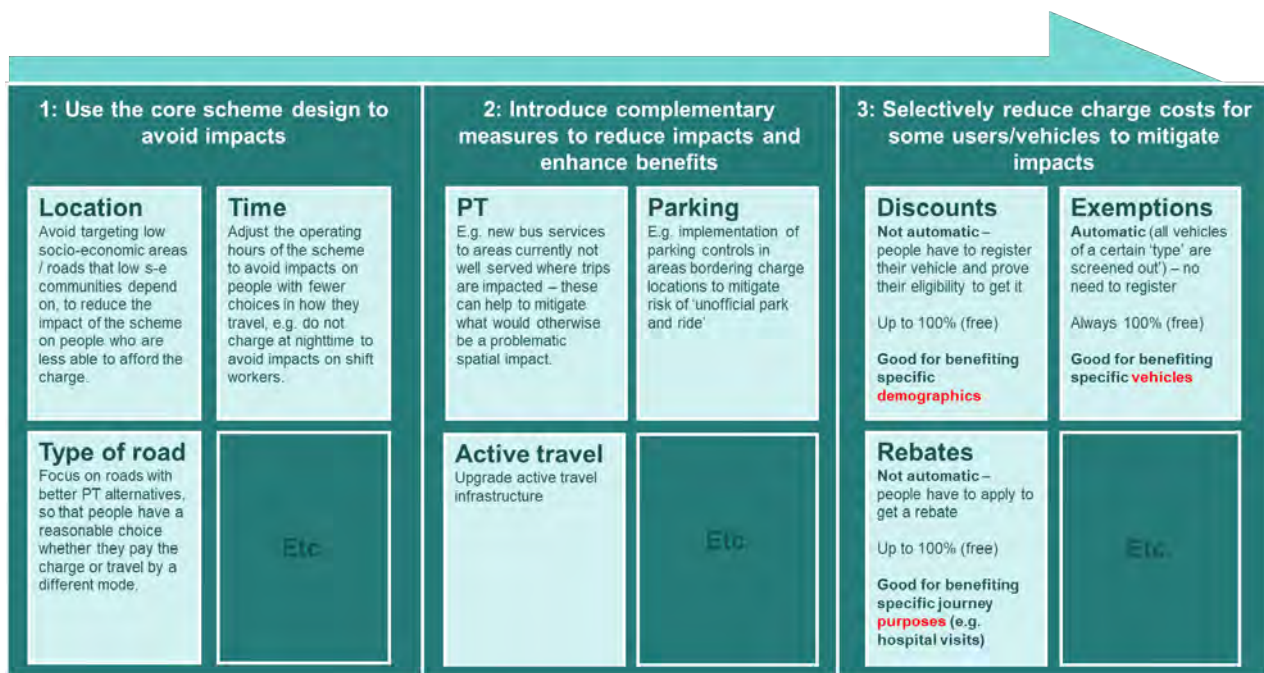 1: Use the core scheme design to
avoid impacts
Location
Avoid targeting low
socio-economic areas
/ roads that low s-e
communities depend
on, to reduce the
impact of the scheme
on people who are
less able to afford the
charge.
Time
Adjust the operating
hours of the scheme
to avoid impacts on
people with fewer
choices in how they
travel, e.g. do not
charge at nighttime to
avoid impacts on shift
workers.
Type of road
Focus on roads with
better PT alternatives,
so that people have a
reasonable choice
whether they pay the
charge or travel by a
different mode.
Etc
2: Introduce complementary
measures to reduce impacts and
enhance benefits
PT
E.g. new bus services
to areas currently not
well served where trips
are impacted – these
can help to mitigate
what would otherwise
be a problematic
spatial impact.
Parking
E.g. implementation of
parking controls in
areas bordering charge
locations to mitigate
risk of ‘unofficial park
and ride’
Active travel
Upgrade active travel
infrastructure
Etc
3: Selectively reduce charge costs for
some users/vehicles to mitigate
impacts
Discounts
Not automatic –
people have to register
their vehicle and prove
their eligibility to get it
Up to 100% (free)
Good for benefiting
specific
demographics
Exemptions
Automatic (all vehicles
of a certain ‘type’ are
screened out’) – no
need to register
Always 100% (free)
Good for benefiting
specific vehicles
Rebates
Not automatic –
people have to apply to
get a rebate
Up to 100% (free)
Good for benefiting
specific journey
purposes (e.g.
hospital visits)
Etc